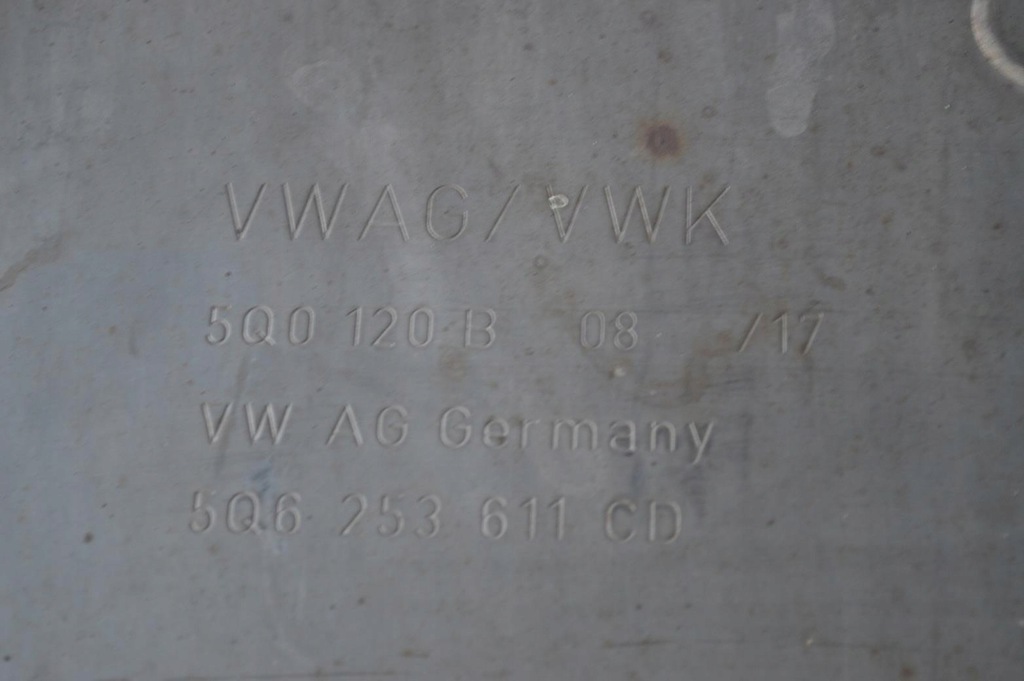 VWAG/VWK
5Q0 120 B 08 /17
VW AG Germany
5Q6 253 611 CD